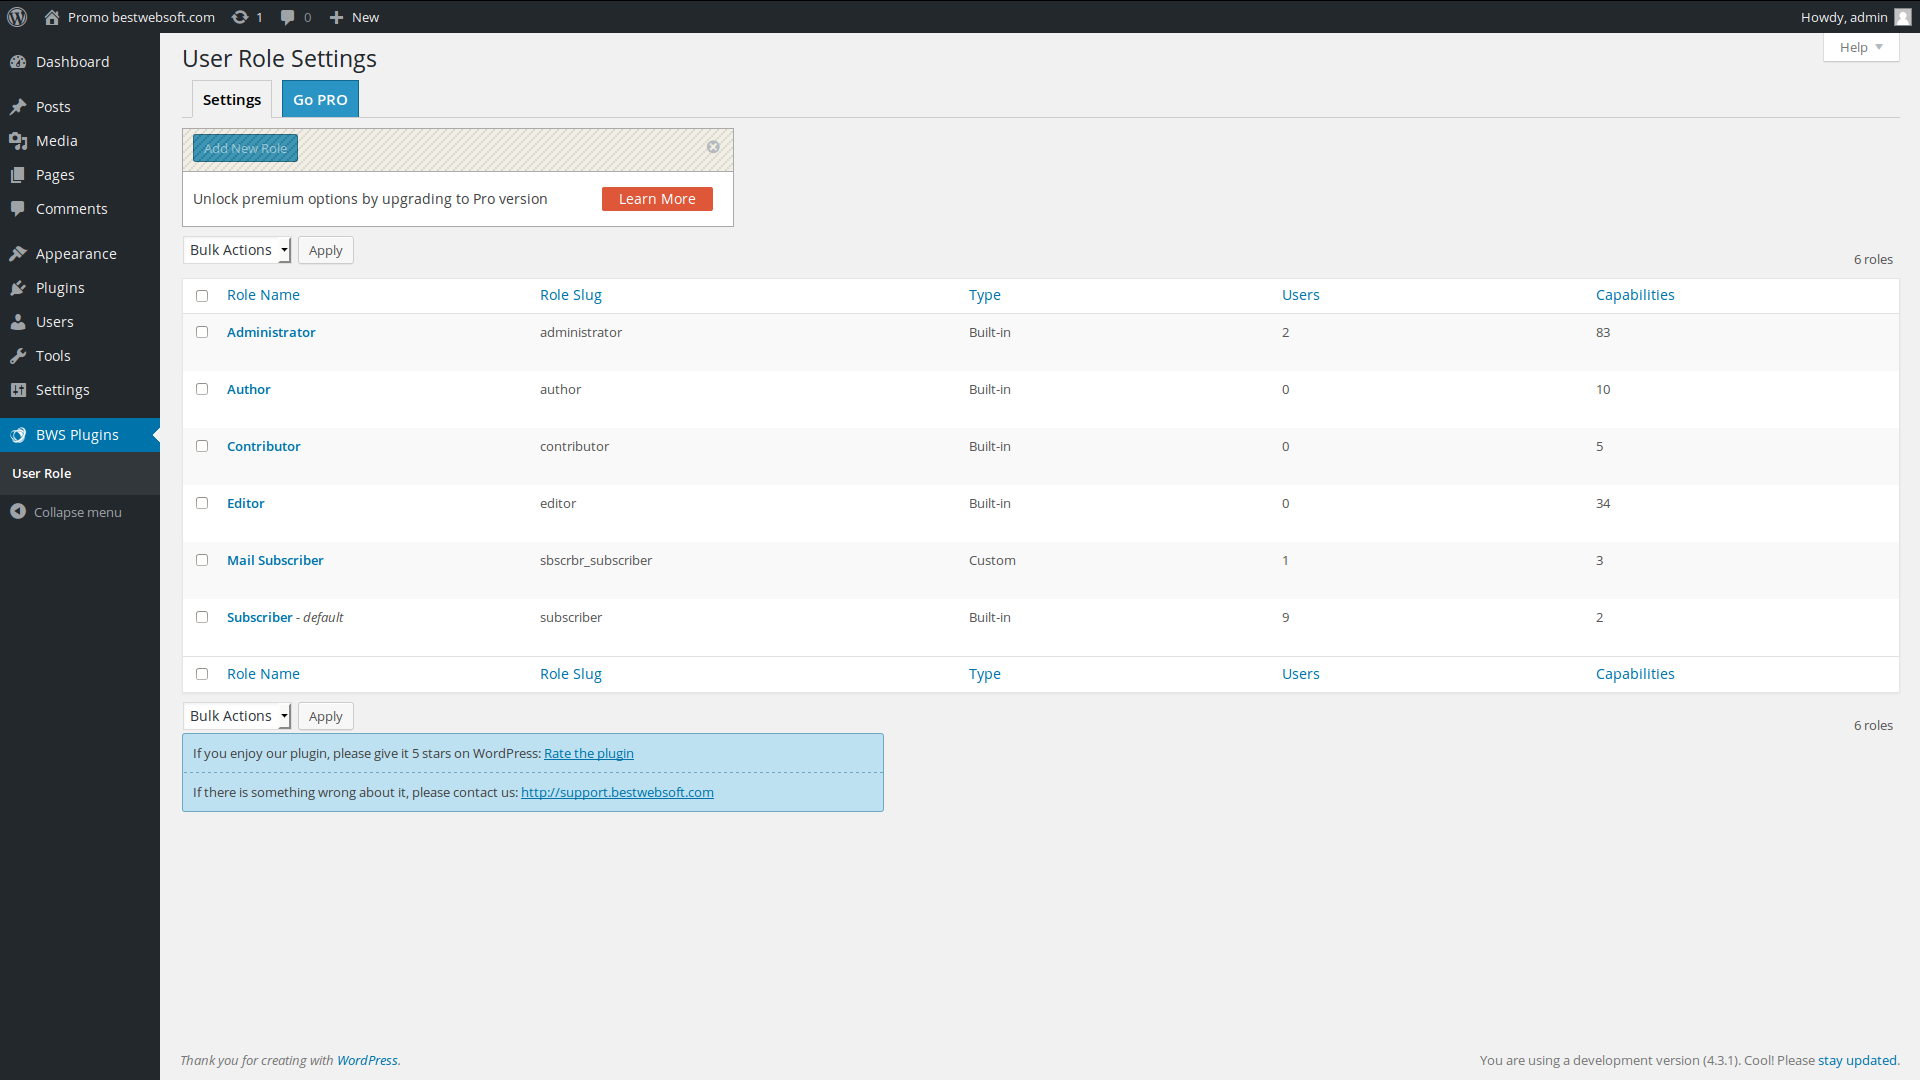 Promo bestwebsoft.com 1 0 New Howdy, admin
Dashboard
Posts
Media
Pages
Comments
Appearance
Plugins
Users
Tools
Settings
BWS Plugins
User Role
Collapse menu
Help
User Role Settings
Settings Go PRO
Add New Role
Unlock premium options by upgrading to Pro version Learn More
Bulk Actions Apply 6 roles
Role Name Role Slug Type Users Capabilities
Administrator administrator Built-in 2 83
Author author Built-in 0 10
Contributor contributor Built-in 0 5
Editor editor Built-in 0 34
Mail Subscriber sbscrbr_subscriber Custom 1 3
Subscriber - default subscriber Built-in 9 2
Role Name Role Slug Type Users Capabilities
Bulk Actions Apply 6 roles
If you enjoy our plugin, please give it 5 stars on WordPress: Rate the plugin
If there is something wrong about it, please contact us: http://support.bestwebsoft.com
Thank you for creating with WordPress. You are using a development version (4.3.1). Cool! Please stay updated.